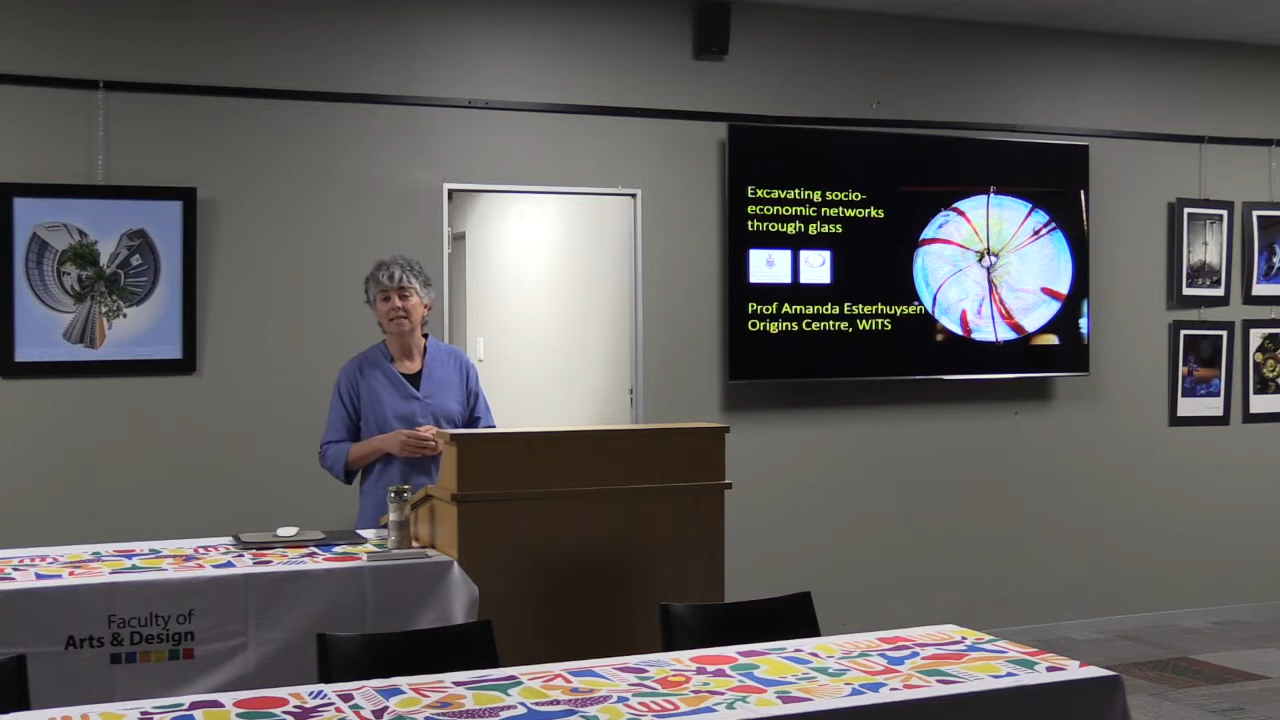 Excavating socio-
economic networks
through glass
Prof Amanda Esterhuysen
Origins Centre, WITS
Faculty of
Arts & Design